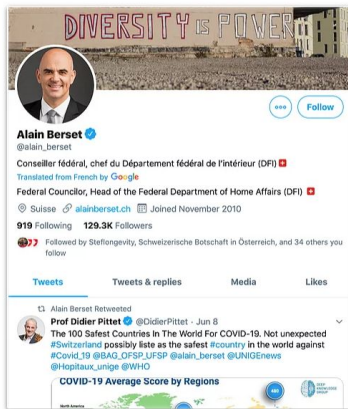 DIVERSITY IS POWER
Follow
Alain Berset
@alain_berset
Conseiller fédéral, chef du Département fédéral de l'intérieur (DFI)
Translated from French by Google
Federal Councilor, Head of the Federal Department of Home Affairs (DFI)
Suisse alainberset.ch Joined November 2010
919 Following 129.3K Followers
Followed by Steflongevity, Schweizerische Botschaft in Österreich, and 34 others you
follow
Tweets Tweets & replies Media Likes
Alain Berset Retweeted
Prof Didier Pittet @DidierPittet · Jun 8
The 100 Safest Countries In The World For COVID-19. Not unexpected
#Switzerland possibly liste as the safest #country in the world against
#Covid_19 @BAG_OFSP_UFSP @alain_berset @UNIGEnews
@Hopitaux_unige @WHO
COVID-19 Average Score by Regions
DEEP
KNOWLEDGE
GROUP
North America